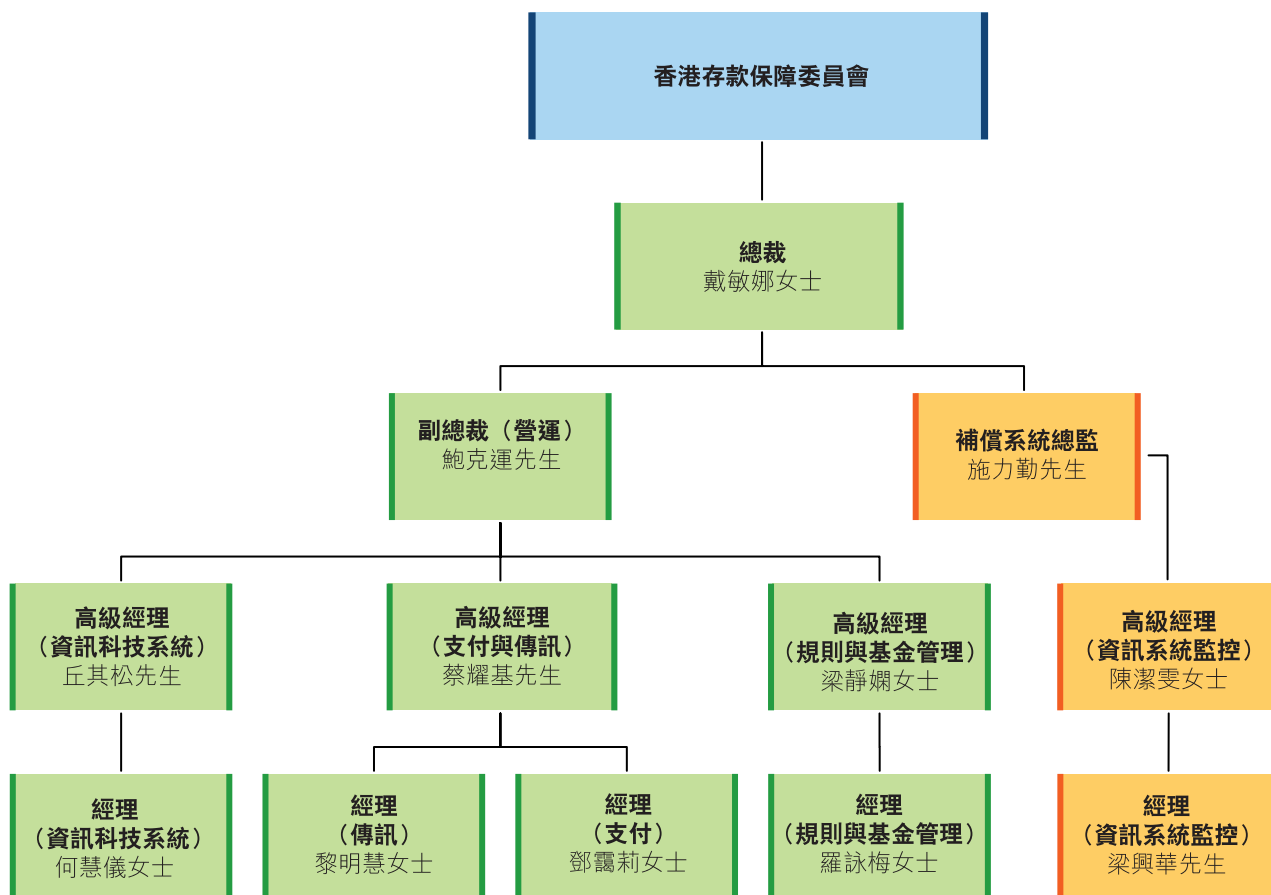 香港存款保障委員會
總裁
戴敏娜女士
副總裁（營運）
鮑克運先生
補償系統總監
施力勤先生
高級經理
（資訊科技系統）
丘其松先生
高級經理
（支付與傳訊）
蔡耀基先生
高級經理
（規則與基金管理）
梁靜嫻女士
高級經理
（資訊系統監控）
陳潔雯女士
經理
（資訊科技系統）
何慧儀女士
經理
（傳訊）
黎明慧女士
經理
（支付）
鄧靄莉女士
經理
（規則與基金管理）
羅詠梅女士
經理
（資訊系統監控）
梁興華先生